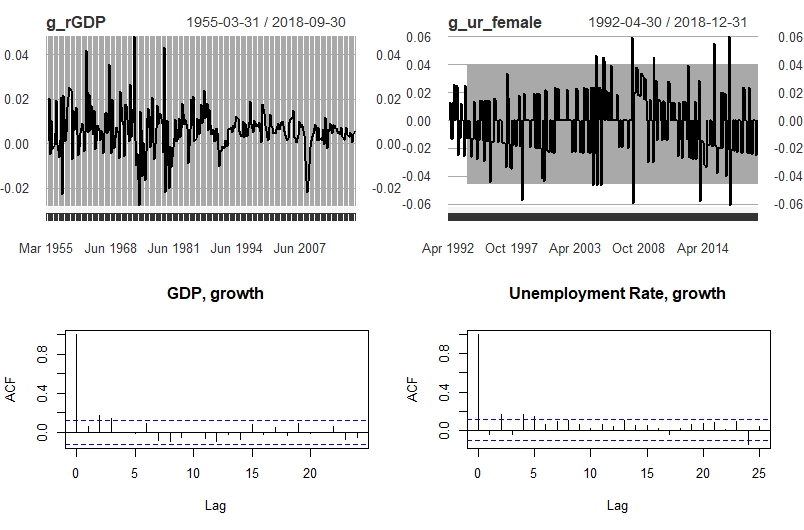 g_rGDP 1955-03-31 / 2018-09-30
0.04 0.04
0.02 0.02
0.00 0.00
-0.02 -0.02
Mar 1955 Jun 1968 Jun 1981 Jun 1994 Jun 2007
g_ur_female 1992-04-30 / 2018-12-31
0.06 0.06
0.04 0.04
0.02 0.02
0.00 0.00
-0.02 -0.02
-0.04 -0.04
-0.06 -0.06
Apr 1992 Oct 1997 Apr 2003 Oct 2008 Apr 2014
GDP, growth
ACF
0.8
0.4
0.0
0 5 10 15 20
Lag
Unemployment Rate, growth
ACF
0.8
0.4
0.0
0 5 10 15 20 25
Lag